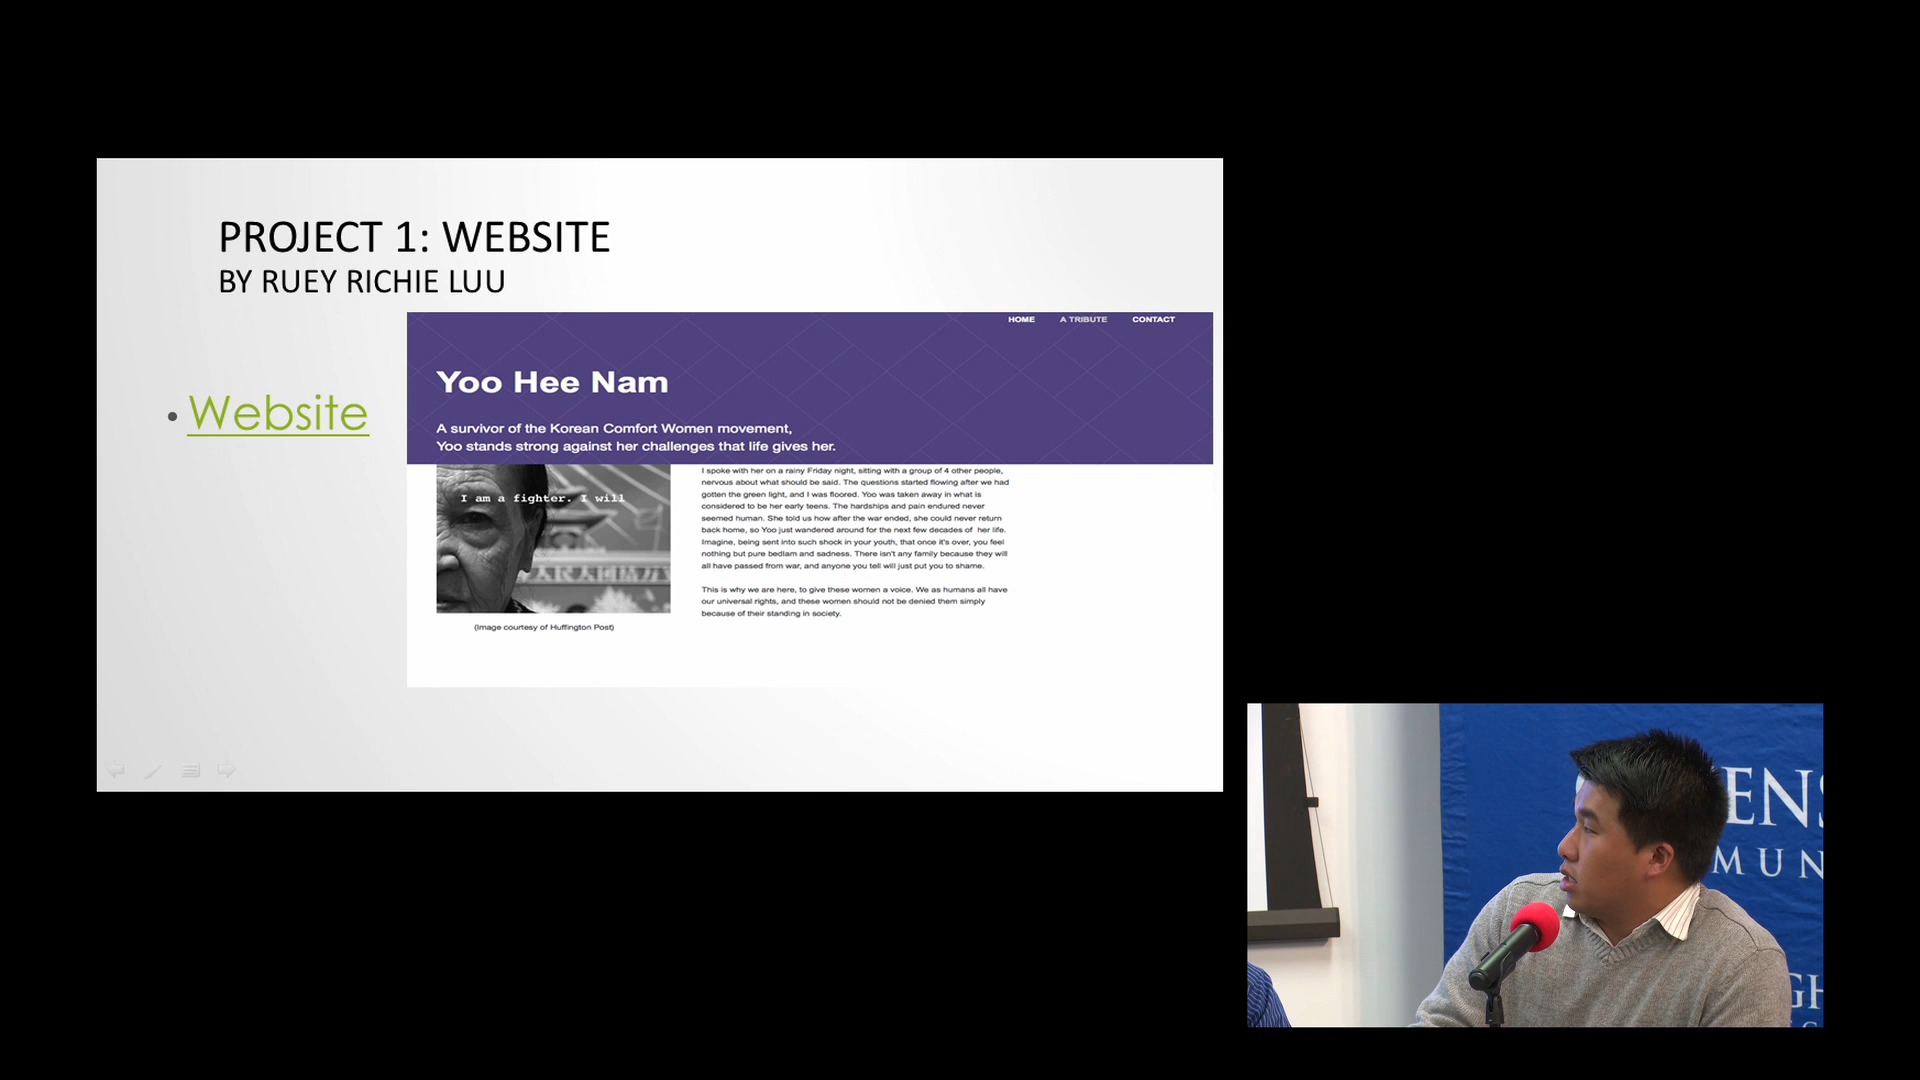 PROJECT 1: WEBSITE
BY RUEY RICHIE LUU
• Website
HOME A TRIBUTE CONTACT
Yoo Hee Nam
A survivor of the Korean Comfort Women movement,
Yoo stands strong against her challenges that life gives her.
I am a fighter. I will
(Image courtesy of Huffington Post)
I spoke with her on a rainy Friday night, sitting with a group of 4 other people,
nervous about what should be said. The questions started flowing after we had
gotten the green light, and I was floored. Yoo was taken away in what is
considered to be her early teens. The hardships and pain endured never
seemed human. She told us how after the war ended, she could never return
back home, so Yoo just wandered around for the next few decades of her life.
Imagine, being sent into such shock in your youth, that once it's over, you feel
nothing but pure bedlam and sadness. There isn't any family because they will
all have passed from war, and anyone you tell will just put you to shame.
This is why we are here, to give these women a voice. We as humans all have
our universal rights, and these women should not be denied them simply
because of their standing in society.
ENS
MUN
GH